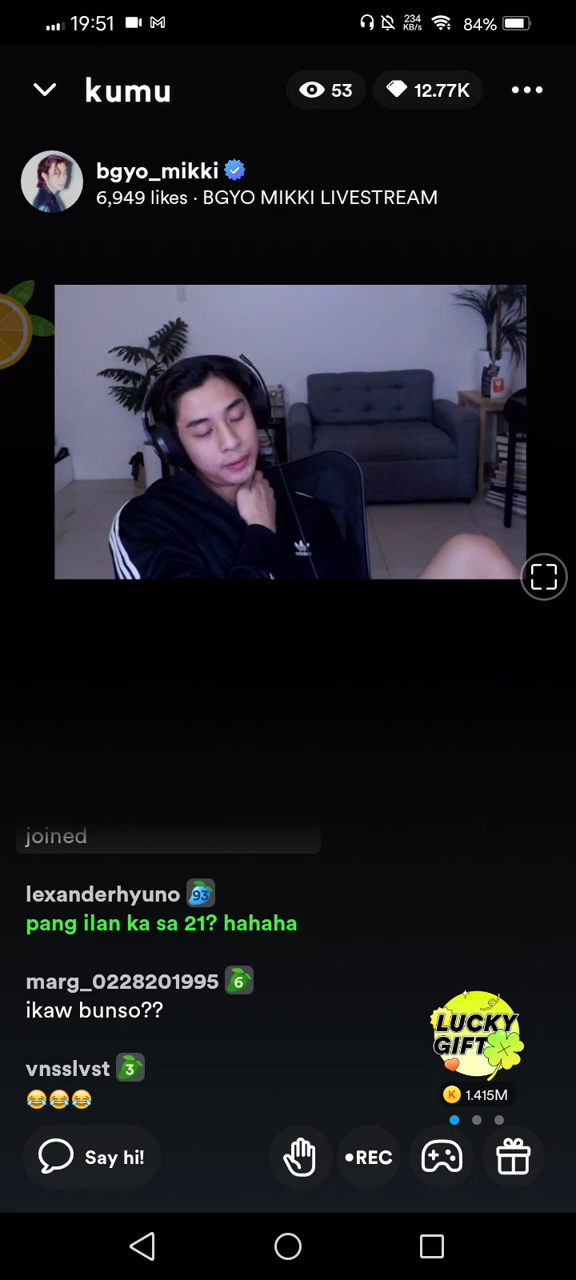 19:51
234
KB/s
84%
kumu
53
12.77K
bgyo_mikki
6,949 likes · BGYO MIKKI LIVESTREAM
adidas
joined
lexanderhyuno 93
pang ilan ka sa 21? hahaha
marg_0228201995 6
ikaw bunso??
LUCKY
GIFT
vnsslvst 3
😂😂😂
K 1.415M
Say hi!
•REC